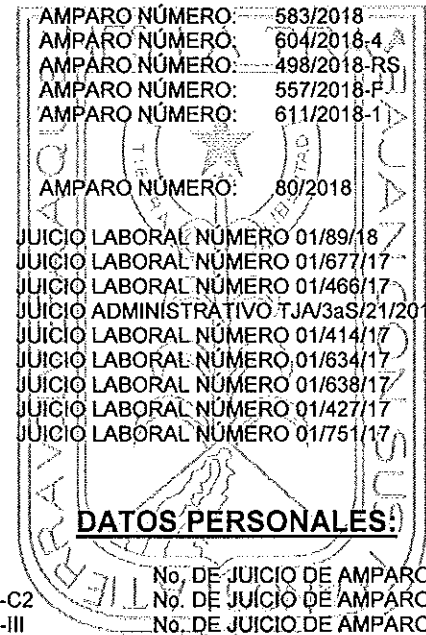 AMPARO NÚMERO: 583/2018
AMPARO NÚMERO: 604/2018-4
AMPARO NÚMERO: 498/2018-RS
AMPARO NÚMERO: 557/2018-F
AMPARO NÚMERO: 611/2018-1
AMPARO NÚMERO: 80/2018
JUICIO LABORAL NÚMERO 01/89/18
JUICIO LABORAL NÚMERO 01/677/17
JUICIO LABORAL NÚMERO 01/466/17
JUICIO ADMINISTRATIVO TJA/3aS/21/201
JUICIO LABORAL NÚMERO 01/414/17
JUICIO LABORAL NÚMERO 01/634/17
JUICIO LABORAL NÚMERO 01/638/17
JUICIO LABORAL NÚMERO 01/427/17
JUICIO LABORAL NÚMERO 01/751/17
DATOS PERSONALES:
No. DE JUICIO DE AMPARO
-C2 No. DE JUICIO DE AMPARO
-III No. DE JUICIO DE AMPARO